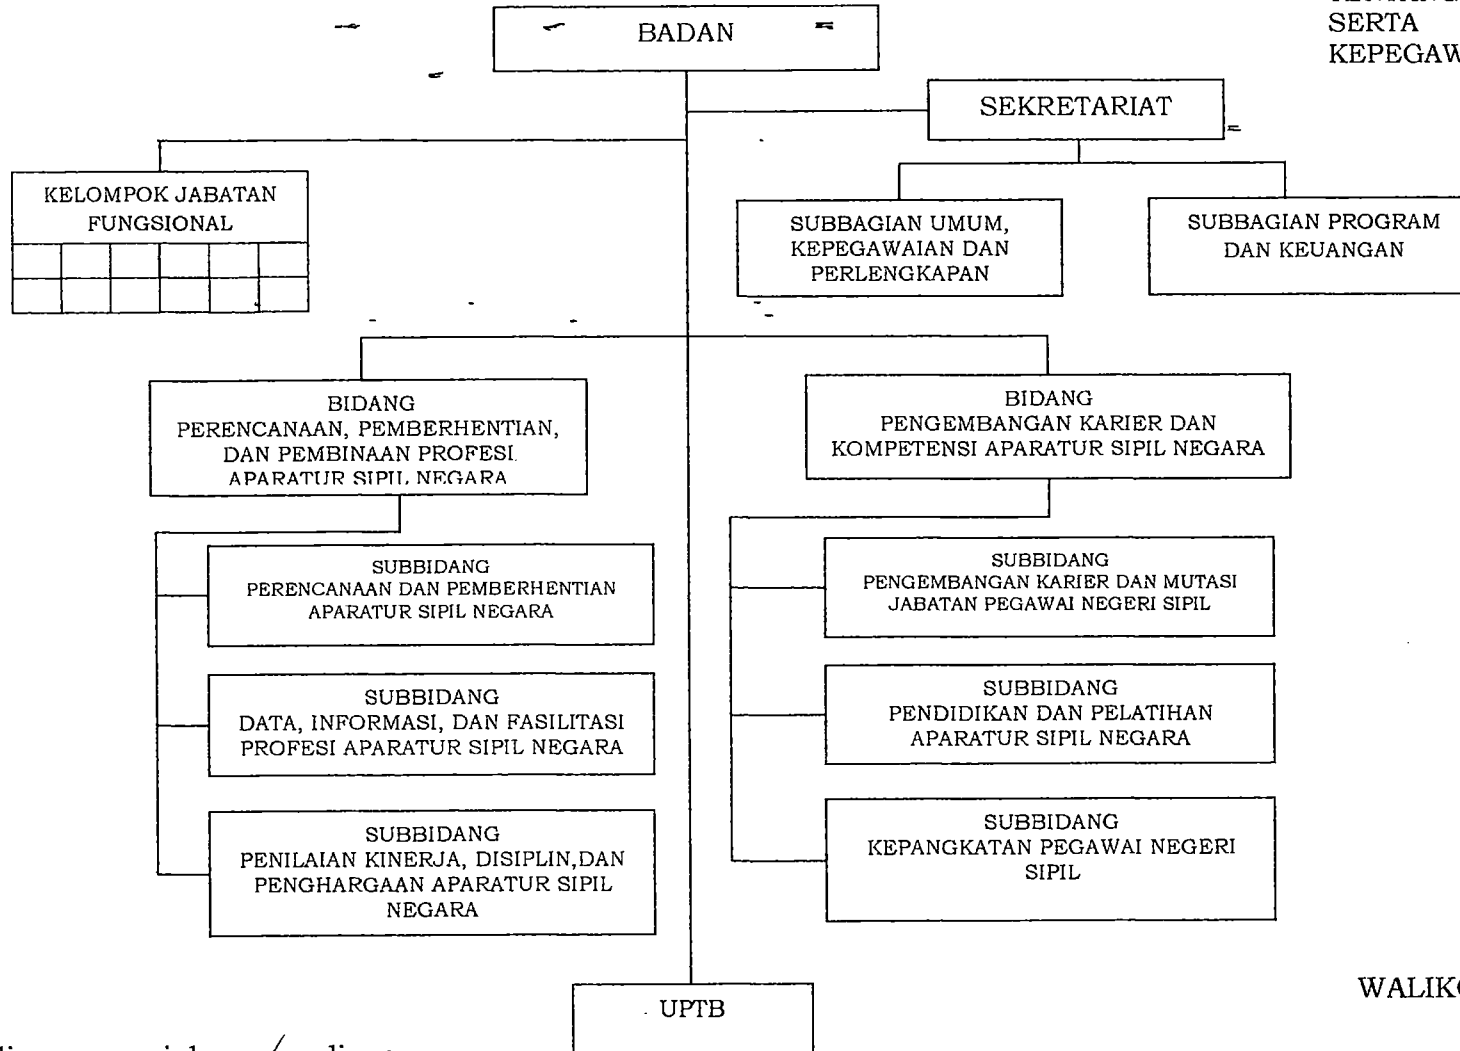 BADAN
SERTA
SEKRETARIAT
KELOMPOK JABATAN
FUNGSIONAL
SUBBAGIAN UMUM,
KEPEGAWAIAN DAN
PERLENGKAPAN
SUBBAGIAN PROGRAM
DAN KEUANGAN
BIDANG
PERENCANAAN, PEMBERHENTIAN,
DAN PEMBINAAN PROFESI
APARATUR SIPIL NEGARA
BIDANG
PENGEMBANGAN KARIER DAN
KOMPETENSI APARATUR SIPIL NEGARA
SUBBIDANG
PERENCANAAN DAN PEMBERHENTIAN
APARATUR SIPIL NEGARA
SUBBIDANG
DATA, INFORMASI, DAN FASILITASI
PROFESI APARATUR SIPIL NEGARA
SUBBIDANG
PENILAIAN KINERJA, DISIPLIN,DAN
PENGHARGAAN APARATUR SIPIL
NEGARA
SUBBIDANG
PENGEMBANGAN KARIER DAN MUTASI
JABATAN PEGAWAI NEGERI SIPIL
SUBBIDANG
PENDIDIKAN DAN PELATIHAN
APARATUR SIPIL NEGARA
SUBBIDANG
KEPANGKATAN PEGAWAI NEGERI
SIPIL
UPTB